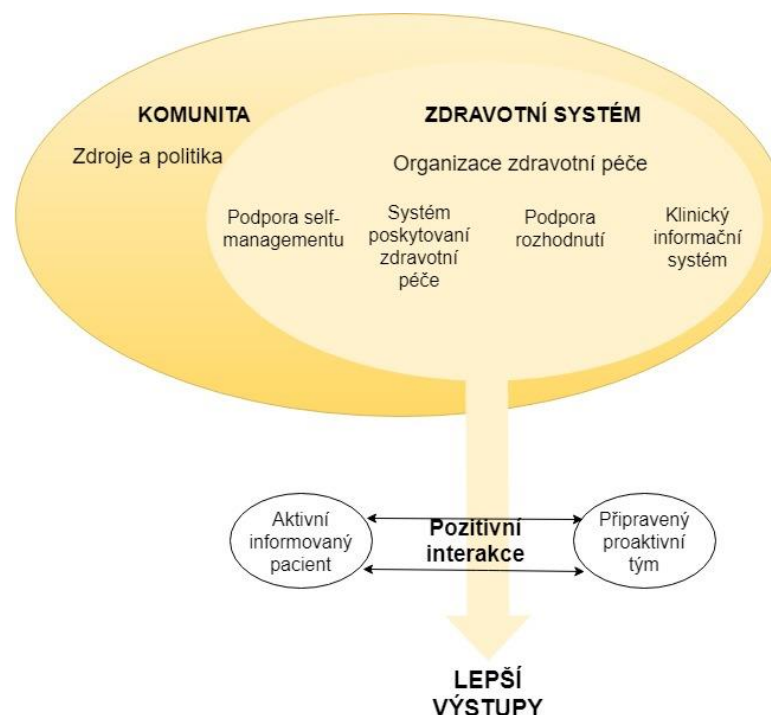 KOMUNITA
Zdroje a politika
ZDRAVOTNÍ SYSTÉM
Organizace zdravotní péče
Podpora self-
managementu
Systém
poskytovaní
zdravotní
péče
Podpora
rozhodnutí
Klinický
informační
systém
Aktivní
informovaný
pacient
Pozitivní
interakce
Připravený
proaktivní
tým
LEPŠÍ
VÝSTUPY